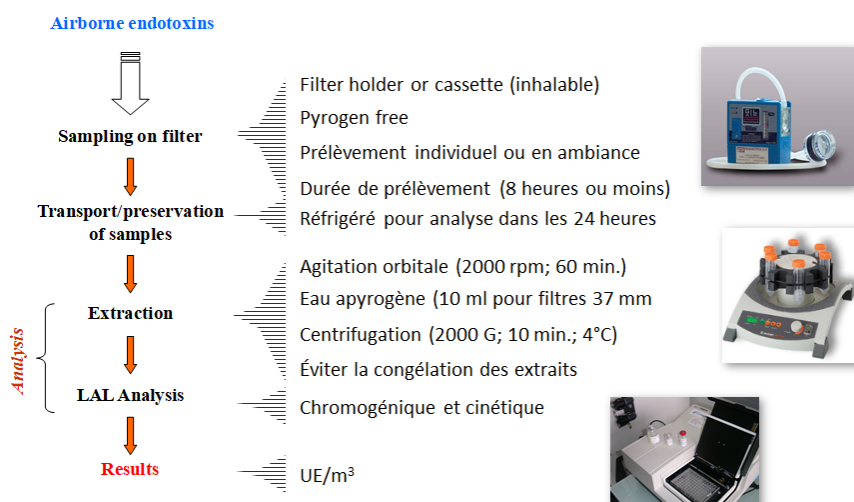 Airborne endotoxins
Filter holder or cassette (inhalable)
Pyrogen free
Sampling on filter
Prélèvement individuel ou en ambiance
Durée de prélèvement (8 heures ou moins)
Transport/preservation
of samples
Réfrigéré pour analyse dans les 24 heures
Agitation orbitale (2000 rpm; 60 min.)
Eau apyrogène (10 ml pour filtres 37 mm
Extraction
Centrifugation (2000 G; 10 min.; 4°C)
Analysis
Éviter la congélation des extraits
LAL Analysis
Chromogénique et cinétique
Results
UE/m³